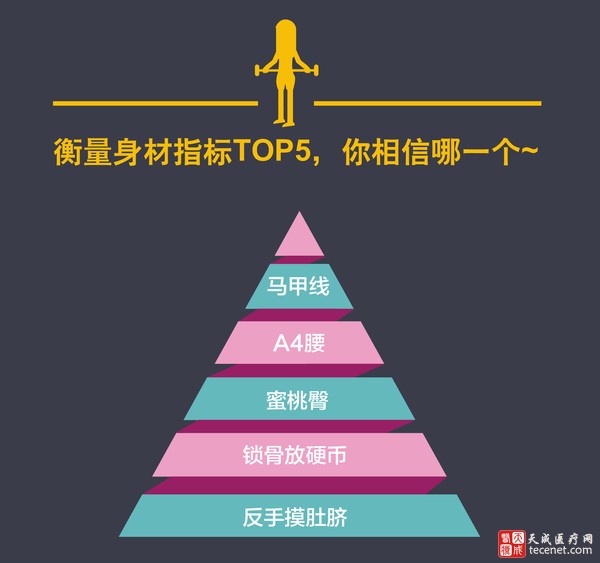 衡量身材指标TOP5，你相信哪一个~
马甲线
A4腰
蜜桃臀
锁骨放硬币
反手摸肚脐
天成医疗网
tecenet.com